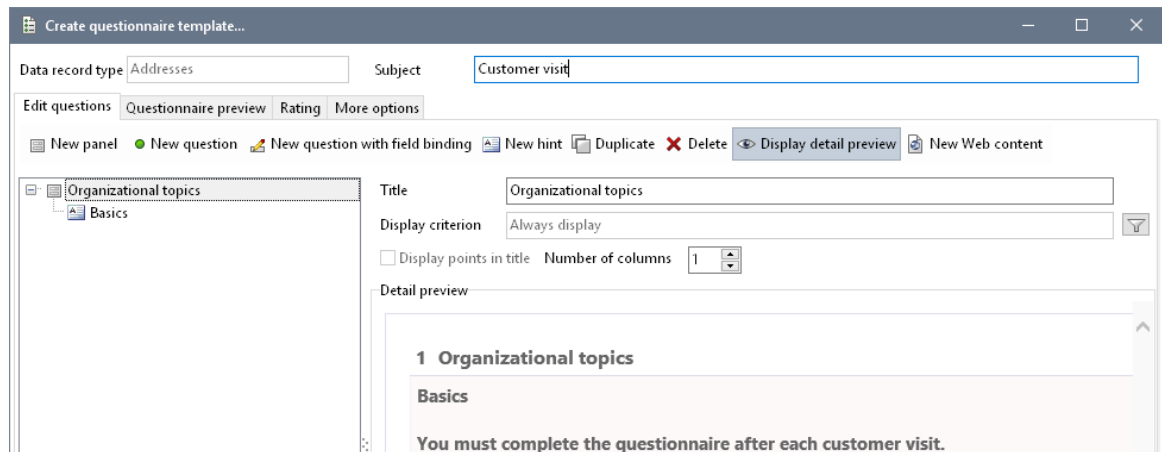 Create questionnaire template...
Data record type Addresses Subject Customer visit
Edit questions Questionnaire preview Rating More options
New panel New question New question with field binding New hint Duplicate Delete Display detail preview New Web content
Organizational topics
Basics
Title Organizational topics
Display criterion Always display
Display points in title Number of columns 1
Detail preview
1 Organizational topics
Basics
You must complete the questionnaire after each customer visit.